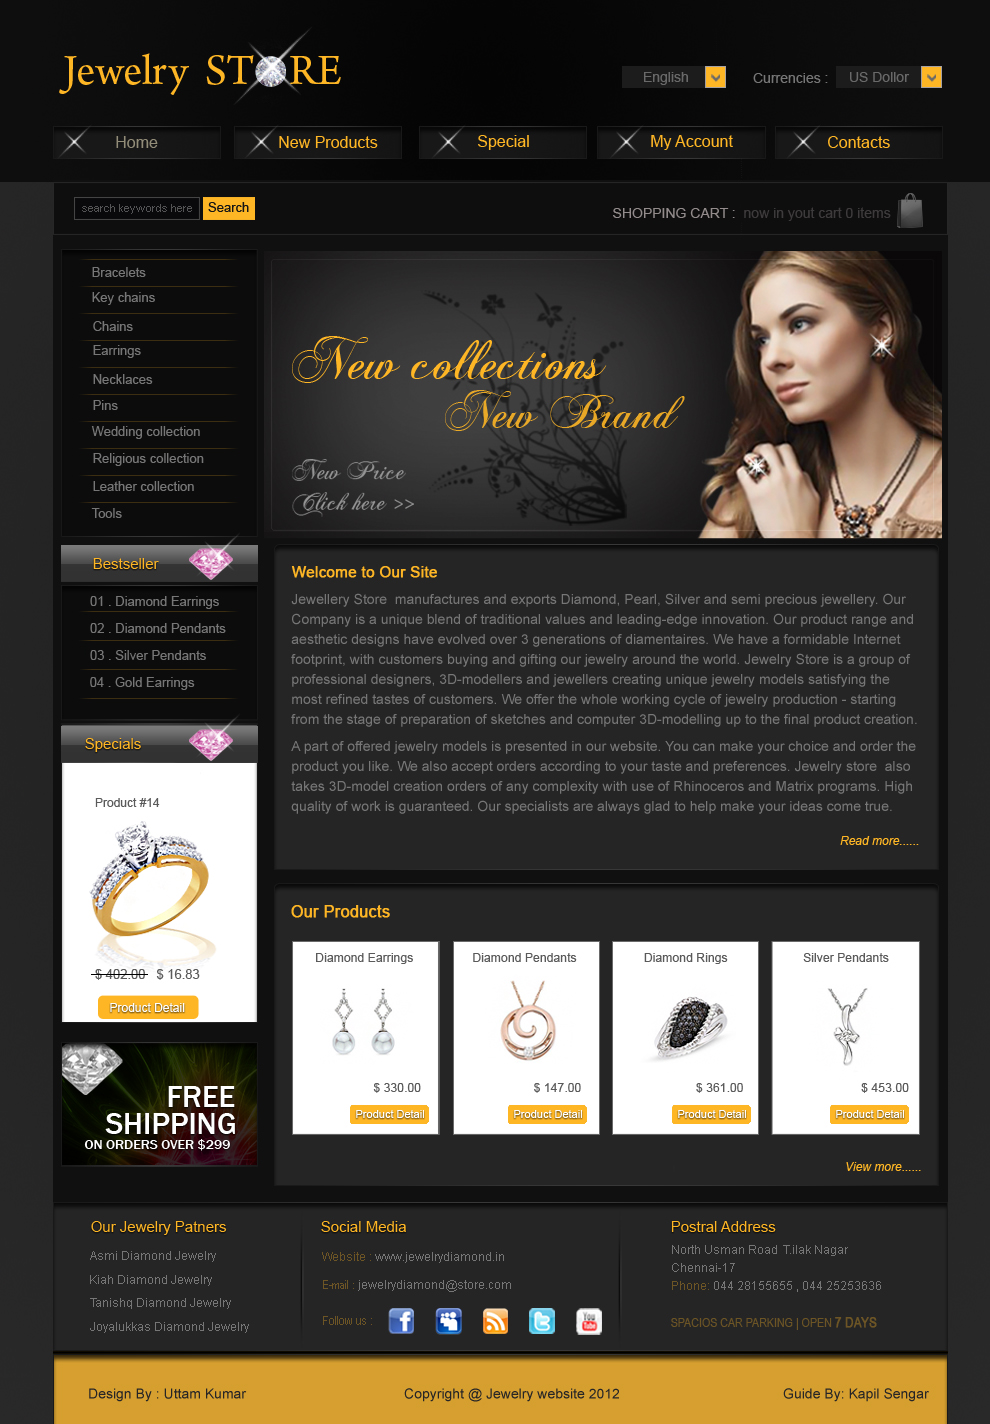 Jewelry STORE
English
Currencies :
US Dollor
Home
New Products
Special
My Account
Contacts
search keywords here
Search
SHOPPING CART : now in yout cart 0 items
Bracelets
Key chains
Chains
Earrings
Necklaces
Pins
Wedding collection
Religious collection
Leather collection
Tools
New collections
New Brand
New Price
Click here >>
Bestseller
01 . Diamond Earrings
02 . Diamond Pendants
03 . Silver Pendants
04 . Gold Earrings
Specials
Product #14
$ 402.00 $ 16.83
Product Detail
FREE
SHIPPING
ON ORDERS OVER $299
Welcome to Our Site
Jewellery Store manufactures and exports Diamond, Pearl, Silver and semi precious jewellery. Our
Company is a unique blend of traditional values and leading-edge innovation. Our product range and
aesthetic designs have evolved over 3 generations of diamentaires. We have a formidable Internet
footprint, with customers buying and gifting our jewelry around the world. Jewelry Store is a group of
professional designers, 3D-modellers and jewellers creating unique jewelry models satisfying the
most refined tastes of customers. We offer the whole working cycle of jewelry production - starting
from the stage of preparation of sketches and computer 3D-modelling up to the final product creation.
A part of offered jewelry models is presented in our website. You can make your choice and order the
product you like. We also accept orders according to your taste and preferences. Jewelry store also
takes 3D-model creation orders of any complexity with use of Rhinoceros and Matrix programs. High
quality of work is guaranteed. Our specialists are always glad to help make your ideas come true.
Read more......
Our Products
Diamond Earrings
$ 330.00
Product Detail
Diamond Pendants
$ 147.00
Product Detail
Diamond Rings
$ 361.00
Product Detail
Silver Pendants
$ 453.00
Product Detail
View more......
Our Jewelry Patners
Asmi Diamond Jewelry
Kiah Diamond Jewelry
Tanishq Diamond Jewelry
Joyalukkas Diamond Jewelry
Social Media
Website : www.jewelrydiamond.in
E-mail : jewelrydiamond@store.com
Follow us :
You
Tube
Postral Address
North Usman Road T.ilak Nagar
Chennai-17
Phone: 044 28155655 , 044 25253636
SPACIOS CAR PARKING | OPEN 7 DAYS
Design By : Uttam Kumar
Copyright @ Jewelry website 2012
Guide By: Kapil Sengar